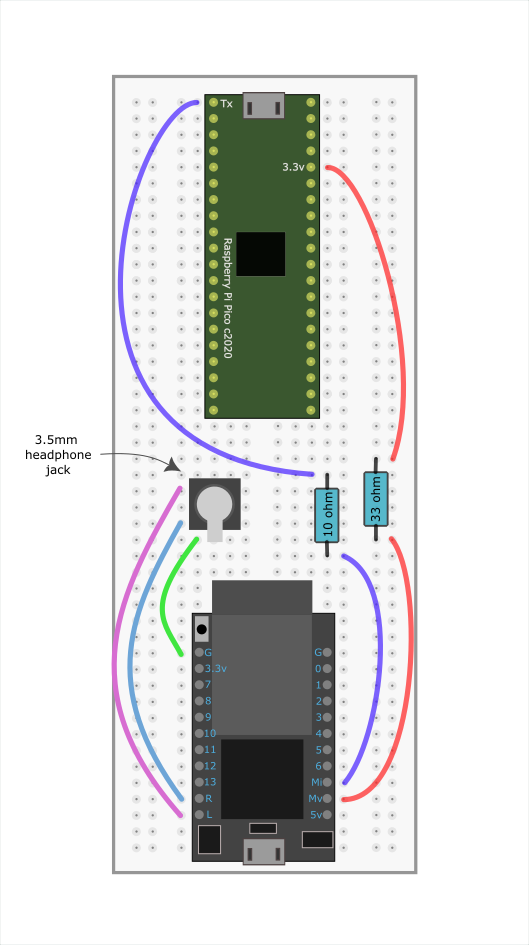 Tx
3.3v
Raspberry Pi Pico c2020
3.5mm
headphone
jack
10 ohm
33 ohm
G G
3.3v 0
7 1
8 2
9 3
10 4
11 5
12 6
13 Mi
R Mv
L 5v